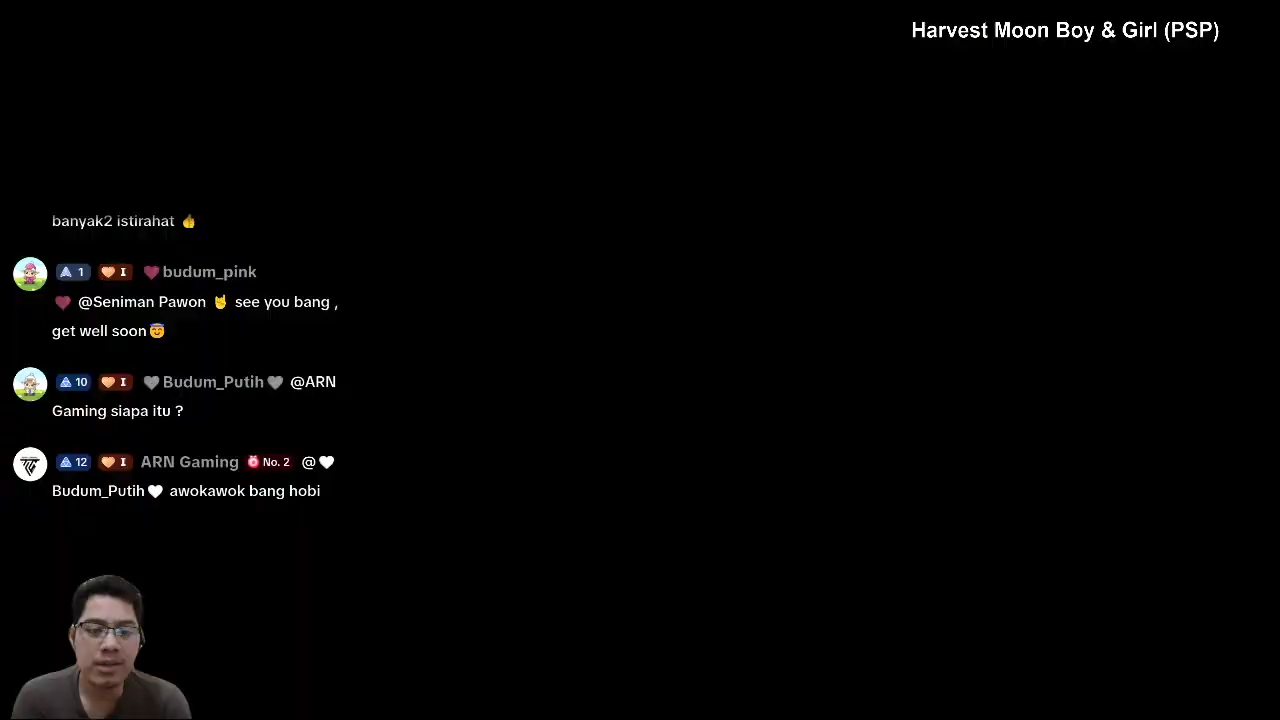 Harvest Moon Boy & Girl (PSP)
banyak2 istirahat 👍
1 I ❤budum_pink
❤ @Seniman Pawon 🤘 see you bang ,
get well soon😇
10 I 🤍Budum_Putih🤍 @ARN
Gaming siapa itu ?
12 I ARN Gaming No. 2 @🤍
Budum_Putih🤍 awokawok bang hobi